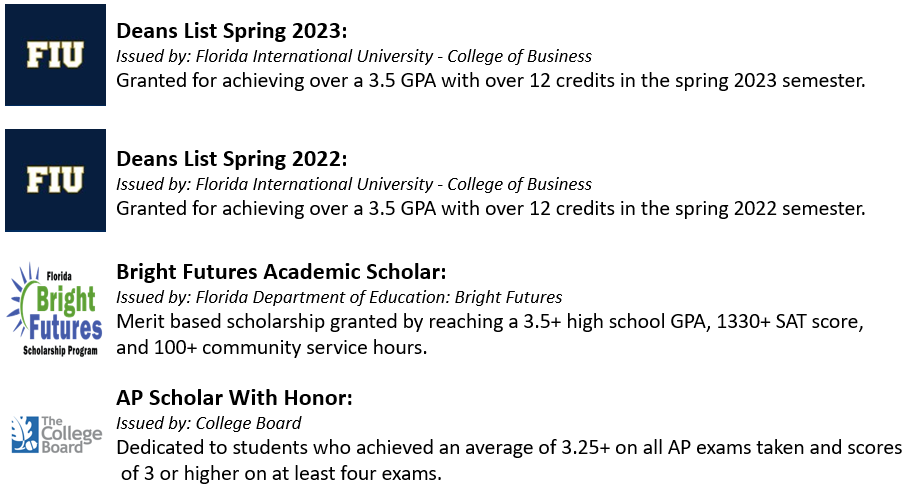 FIU
Deans List Spring 2023:
Issued by: Florida International University - College of Business
Granted for achieving over a 3.5 GPA with over 12 credits in the spring 2023 semester.
FIU
Deans List Spring 2022:
Issued by: Florida International University - College of Business
Granted for achieving over a 3.5 GPA with over 12 credits in the spring 2022 semester.
Florida
Bright
Futures
Scholarship Program
Bright Futures Academic Scholar:
Issued by: Florida Department of Education: Bright Futures
Merit based scholarship granted by reaching a 3.5+ high school GPA, 1330+ SAT score,
and 100+ community service hours.
The
College
Board
AP Scholar With Honor:
Issued by: College Board
Dedicated to students who achieved an average of 3.25+ on all AP exams taken and scores
of 3 or higher on at least four exams.